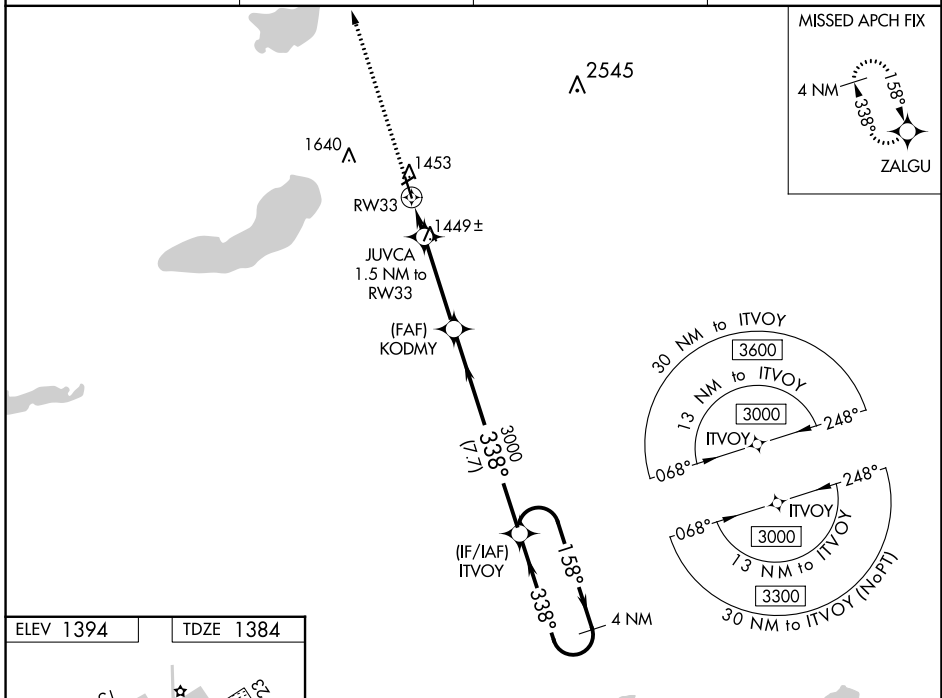 MISSED APCH FIX
4 NM
158°
338°
ZALGU
2545
1640
1453
RW33
1449±
JUVCA
1.5 NM to
RW33
(FAF)
KODMY
3000
338°
(7.7)
(IF/IAF)
ITVOY
158°
338°
4 NM
30 NM to ITVOY
3600
13 NM to ITVOY
3000
ITVOY
248°
068°
248°
068°
ITVOY
3000
13 NM to ITVOY
3300
30 NM to ITVOY (NoPT)
ELEV 1394
TDZE 1384
23